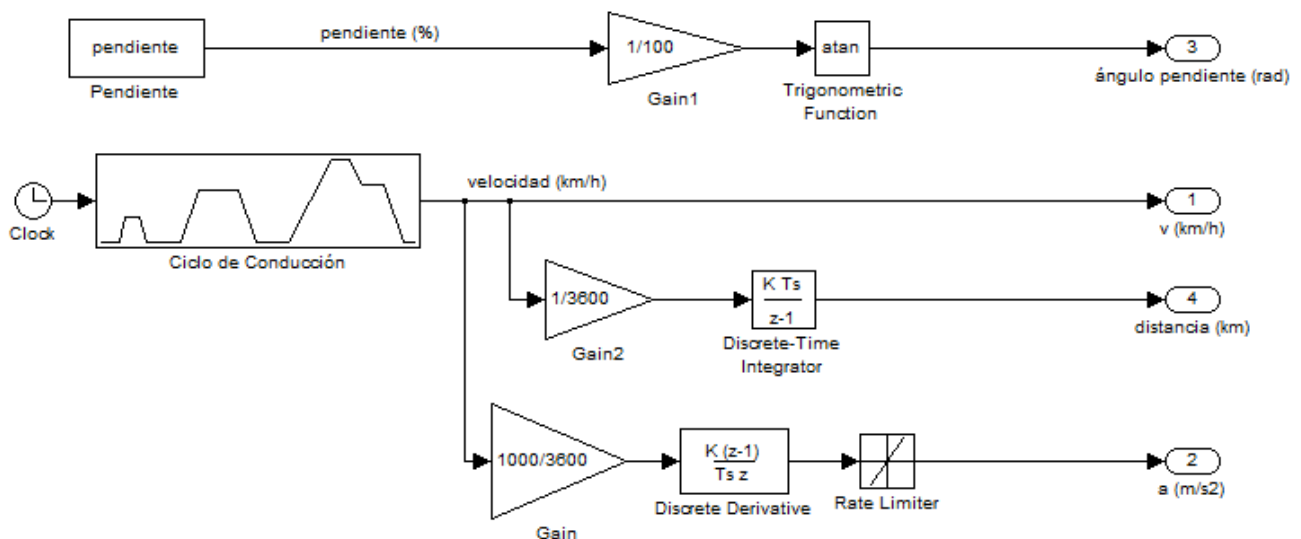 pendiente
Pendiente
pendiente (%)
1/100
Gain1
atan
Trigonometric
Function
3
ángulo pendiente (rad)
Clock
Ciclo de Conducción
velocidad (km/h)
1
v (km/h)
1/3600
Gain2
K Ts
z-1
Discrete-Time
Integrator
4
distancia (km)
1000/3600
Gain
K (z-1)
Ts z
Discrete Derivative
Rate Limiter
2
a (m/s2)